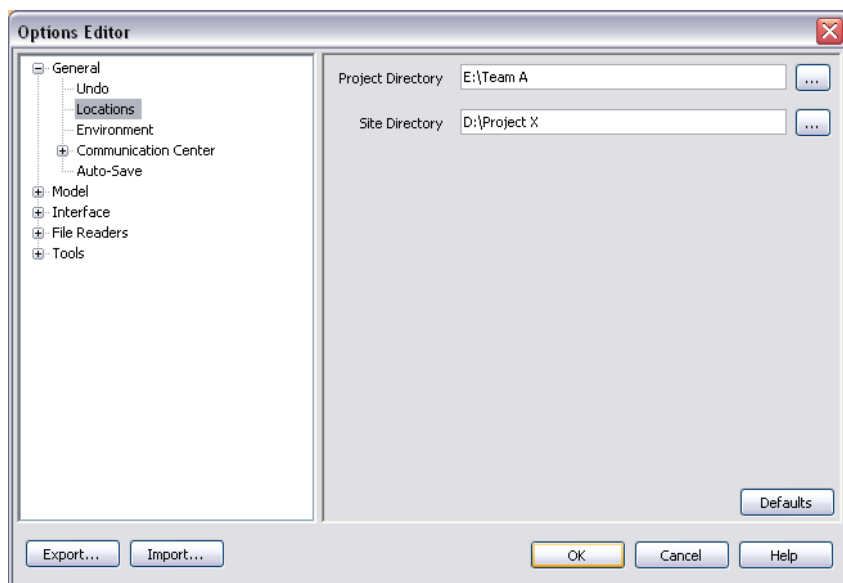 Options Editor
General
Undo
Locations
Environment
Communication Center
Auto-Save
Model
Interface
File Readers
Tools
Project Directory E:\Team A ...
Site Directory D:\Project X ...
Defaults
Export... Import... OK Cancel Help